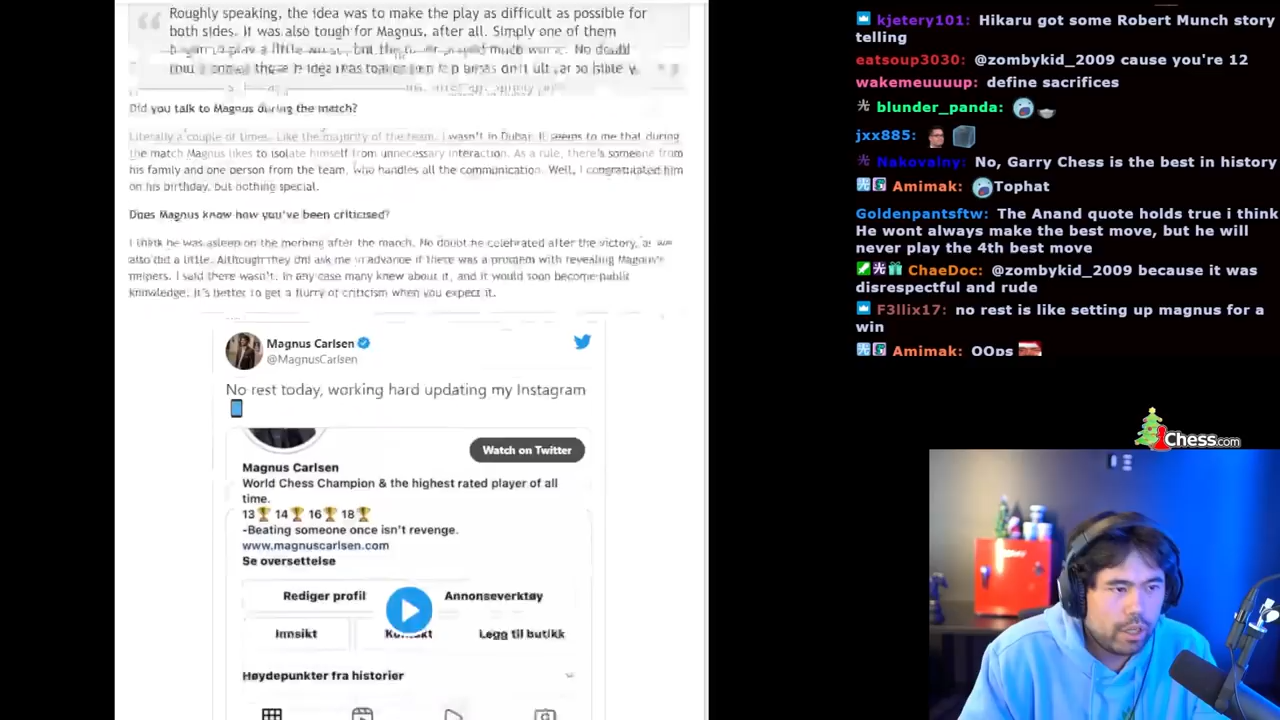 Roughly speaking, the idea was to make the play as difficult as possible for
both sides. It was also tough for Magnus, after all. Simply one of them
Did you talk to Magnus during the match?
Literally a couple of times. Like the majority of the team, I wasn't in Dubai. It seems to me that during
the match Magnus likes to isolate himself from unnecessary interaction. As a rule, there's someone from
his family and one person from the team, who handles all the communication. Well, I congratulated him
on his birthday, but nothing special.
Does Magnus know how you've been criticised?
I think he was asleep on the morning after the match. No doubt he celebrated after the victory, as we
also did a little. Although they did ask me in advance if there was a problem with revealing Magnus's
helpers. I said there wasn't. In any case many knew about it, and it would soon become public
knowledge. It's better to get a flurry of criticism when you expect it.
Magnus Carlsen
@MagnusCarlsen
No rest today, working hard updating my Instagram
Watch on Twitter
Magnus Carlsen
World Chess Champion & the highest rated player of all
time.
13🏆 14🏆 16🏆 18🏆
-Beating someone once isn't revenge.
www.magnuscarlsen.com
Se oversettelse
Rediger profil
Annonseverktøy
Innsikt
Kontakt
Legg til butikk
Høydepunkter fra historier
kjetery101: Hikaru got some Robert Munch story
telling
eatsoup3030: @zombykid_2009 cause you're 12
wakemeuuuup: define sacrifices
blunder_panda:
jxx885:
Nakovalny: No, Garry Chess is the best in history
Amimak: Tophat
Goldenpantsftw: The Anand quote holds true i think
He wont always make the best move, but he will
never play the 4th best move
ChaeDoc: @zombykid_2009 because it was
disrespectful and rude
F3llix17: no rest is like setting up magnus for a
win
Amimak: OOps
Chess.com